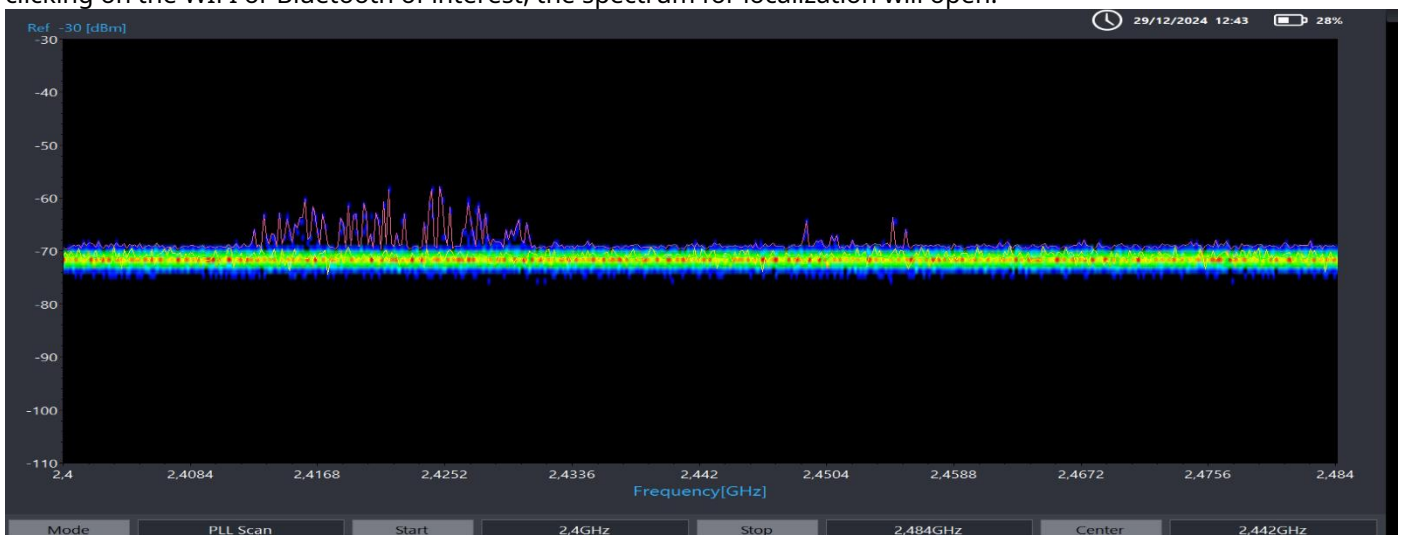 clicking on the WIFI or Bluetooth of interest, the spectrum for localization will open.
29/12/2024 12:43 28%
Ref -30 [dBm]
-30
-40
-50
-60
-70
-80
-90
-100
-110
2,4 2,4084 2,4168 2,4252 2,4336 2,442 2,4504 2,4588 2,4672 2,4756 2,484
Frequency[GHz]
Mode PLL Scan Start 2,4GHz Stop 2,484GHz Center 2,442GHz